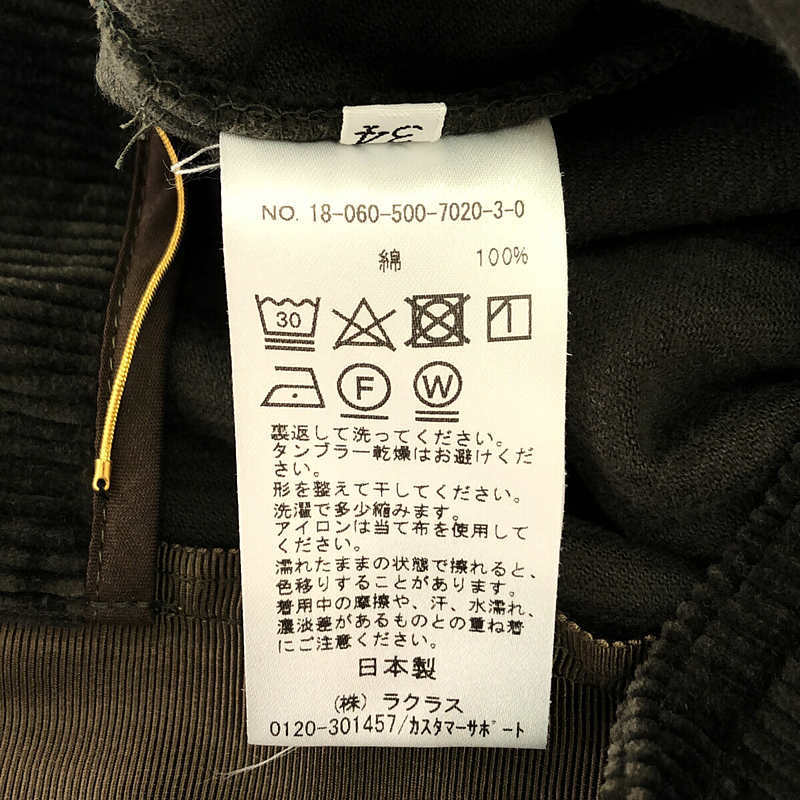 34
NO. 18-060-500-7020-3-0
綿 100%
30
F W
裏返して洗ってください。
タンブラー乾燥はお避けくだ
さい。
形を整えて干してください。
洗濯で多少縮みます。
アイロンは当て布を使用して
ください。
濡れたままの状態で擦れると、
色移りすることがあります。
着用中の摩擦や、汗、水濡れ、
濃淡差があるものとの重ね着
にご注意ください。
日本製
(株) ラクラス
0120-301457/カスタマーサポート